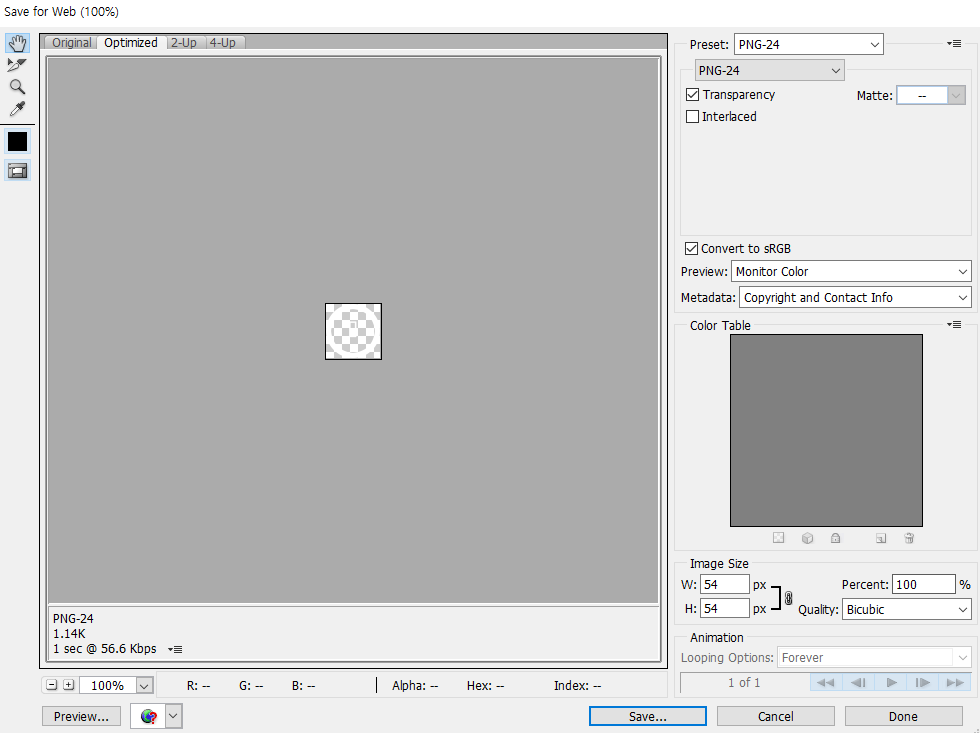 Save for Web (100%)
Original Optimized 2-Up 4-Up
Preset: PNG-24
PNG-24
Transparency Matte: --
Interlaced
Convert to sRGB
Preview: Monitor Color
Metadata: Copyright and Contact Info
Color Table
Image Size
W: 54 px Percent: 100 %
H: 54 px Quality: Bicubic
PNG-24
1.14K
1 sec @ 56.6 Kbps
Animation
Looping Options: Forever
1 of 1
100% R: -- G: -- B: -- Alpha: -- Hex: -- Index: --
Preview... Save... Cancel Done